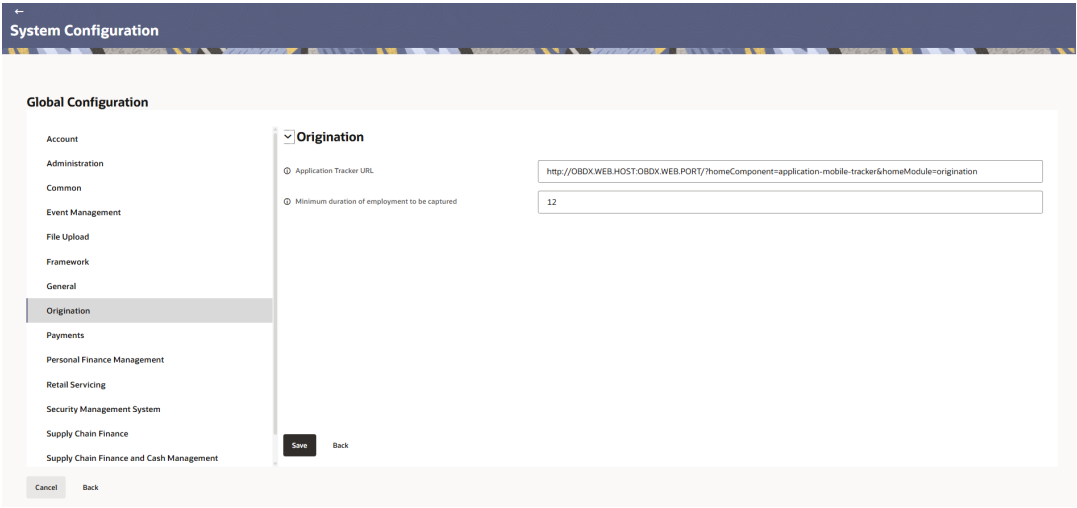 System Configuration
Global Configuration
Account
Administration
Common
Event Management
File Upload
Framework
General
Origination
Payments
Personal Finance Management
Retail Servicing
Security Management System
Supply Chain Finance
Supply Chain Finance and Cash Management
Origination
Application Tracker URL
http://OBDX.WEB.HOST:OBDX.WEB.PORT/?homeComponent=application-mobile-tracker&homeModule=origination
Minimum duration of employment to be captured
12
Save
Back
Cancel
Back